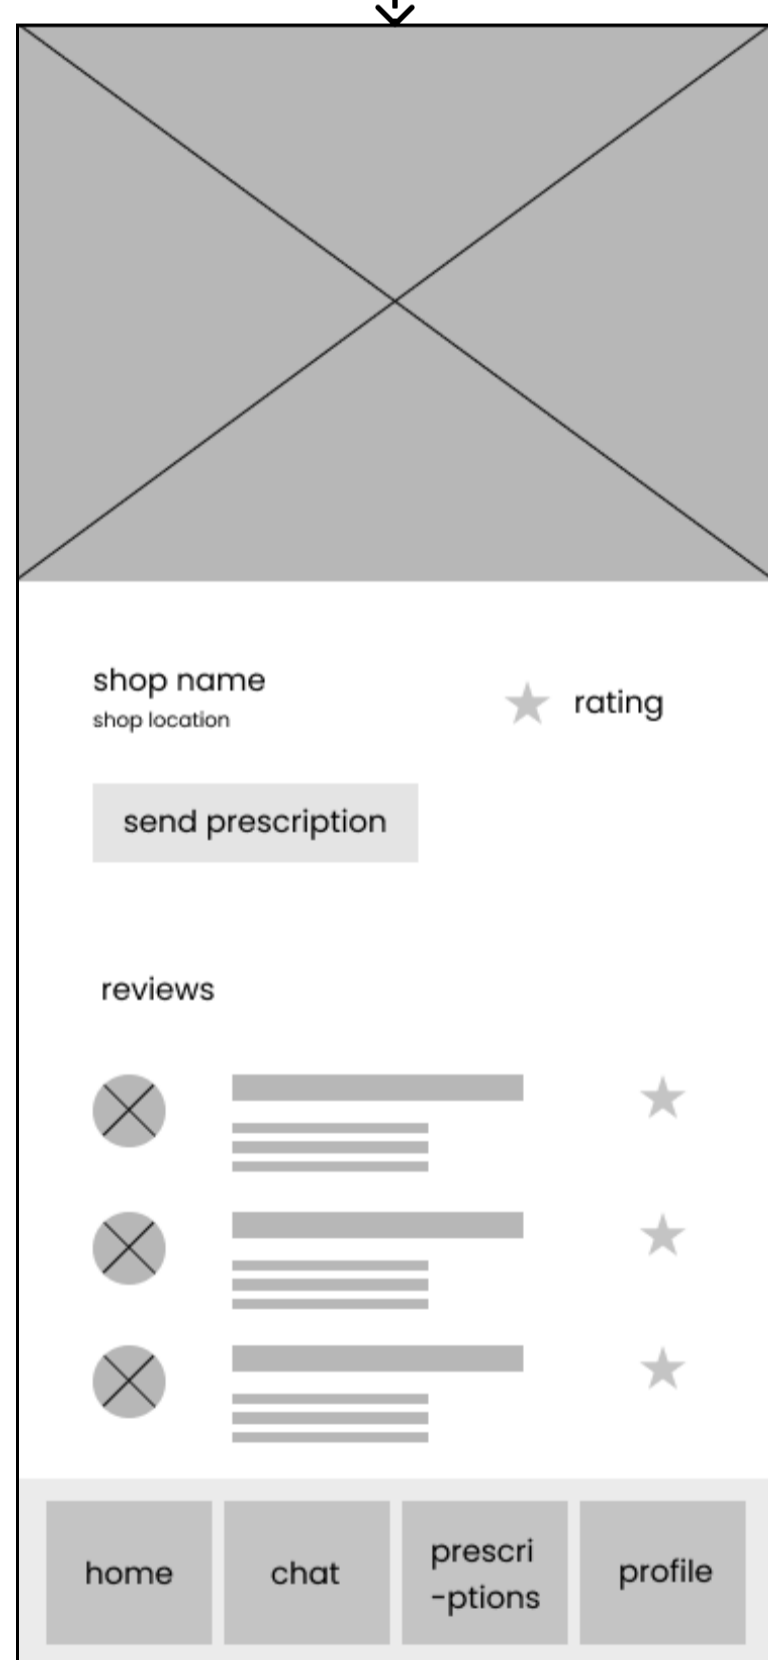 shop name
shop location
rating
send prescription
reviews
home
chat
prescri
-ptions
profile